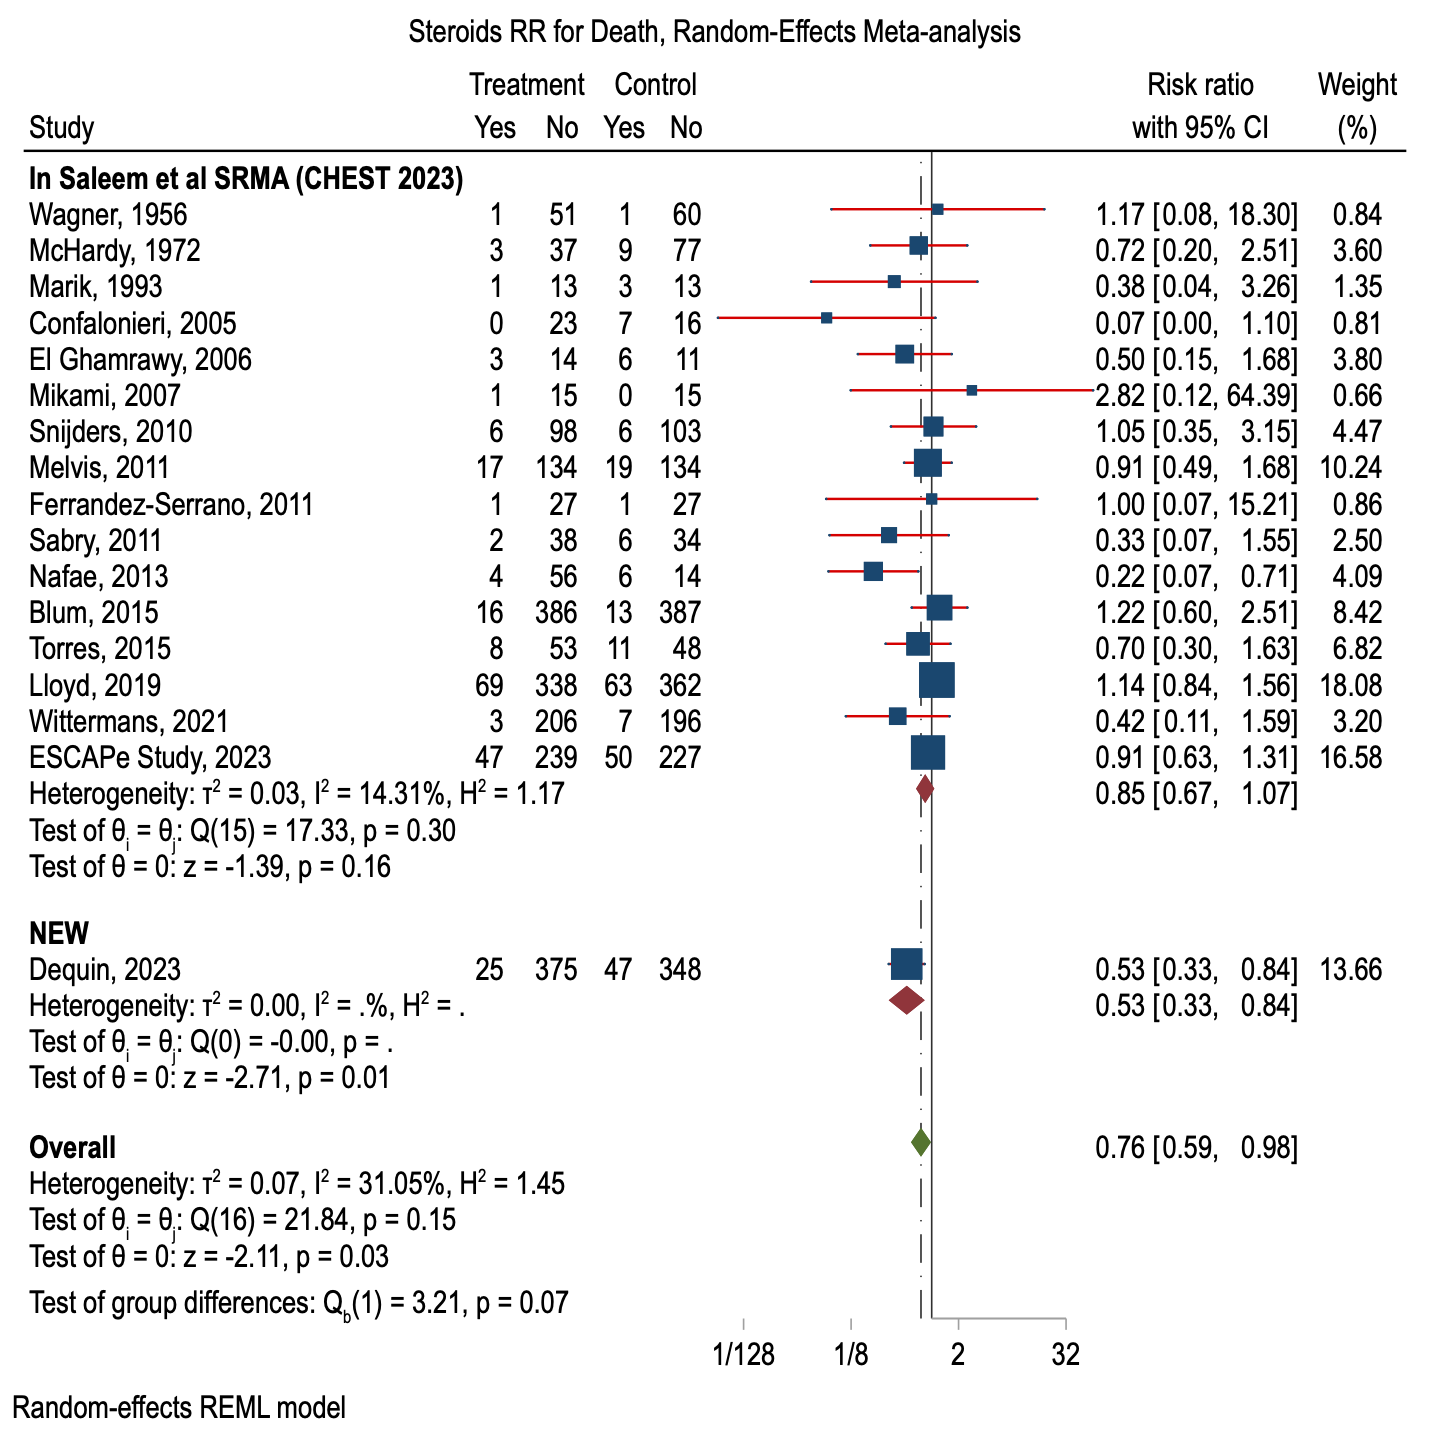 Steroids RR for Death, Random-Effects Meta-analysis
Treatment Control Risk ratio Weight
Study Yes No Yes No with 95% CI (%)
In Saleem et al SRMA (CHEST 2023)
Wagner, 1956 1 51 1 60 1.17 [0.08, 18.30] 0.84
McHardy, 1972 3 37 9 77 0.72 [0.20, 2.51] 3.60
Marik, 1993 1 13 3 13 0.38 [0.04, 3.26] 1.35
Confalonieri, 2005 0 23 7 16 0.07 [0.00, 1.10] 0.81
El Ghamrawy, 2006 3 14 6 11 0.50 [0.15, 1.68] 3.80
Mikami, 2007 1 15 0 15 2.82 [0.12, 64.39] 0.66
Snijders, 2010 6 98 6 103 1.05 [0.35, 3.15] 4.47
Melvis, 2011 17 134 19 134 0.91 [0.49, 1.68] 10.24
Ferrandez-Serrano, 2011 1 27 1 27 1.00 [0.07, 15.21] 0.86
Sabry, 2011 2 38 6 34 0.33 [0.07, 1.55] 2.50
Nafae, 2013 4 56 6 14 0.22 [0.07, 0.71] 4.09
Blum, 2015 16 386 13 387 1.22 [0.60, 2.51] 8.42
Torres, 2015 8 53 11 48 0.70 [0.30, 1.63] 6.82
Lloyd, 2019 69 338 63 362 1.14 [0.84, 1.56] 18.08
Wittermans, 2021 3 206 7 196 0.42 [0.11, 1.59] 3.20
ESCAPe Study, 2023 47 239 50 227 0.91 [0.63, 1.31] 16.58
Heterogeneity: τ² = 0.03, I² = 14.31%, H² = 1.17 0.85 [0.67, 1.07]
Test of θᵢ = θⱼ: Q(15) = 17.33, p = 0.30
Test of θ = 0: z = -1.39, p = 0.16
NEW
Dequin, 2023 25 375 47 348 0.53 [0.33, 0.84] 13.66
Heterogeneity: τ² = 0.00, I² = .%, H² = . 0.53 [0.33, 0.84]
Test of θᵢ = θⱼ: Q(0) = -0.00, p = .
Test of θ = 0: z = -2.71, p = 0.01
Overall 0.76 [0.59, 0.98]
Heterogeneity: τ² = 0.07, I² = 31.05%, H² = 1.45
Test of θᵢ = θⱼ: Q(16) = 21.84, p = 0.15
Test of θ = 0: z = -2.11, p = 0.03
Test of group differences: Q_b(1) = 3.21, p = 0.07
1/128 1/8 2 32
Random-effects REML model